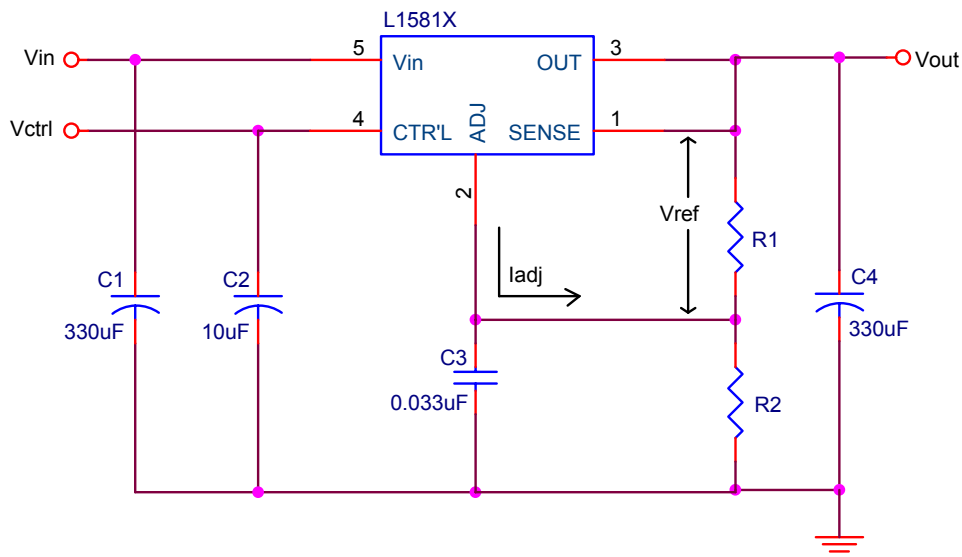 L1581X
Vin
5
Vin
OUT
3
Vout
Vctrl
4
CTR'L
ADJ
SENSE
1
2
Vref
R1
Iadj
C1
330uF
C2
10uF
C4
330uF
C3
0.033uF
R2